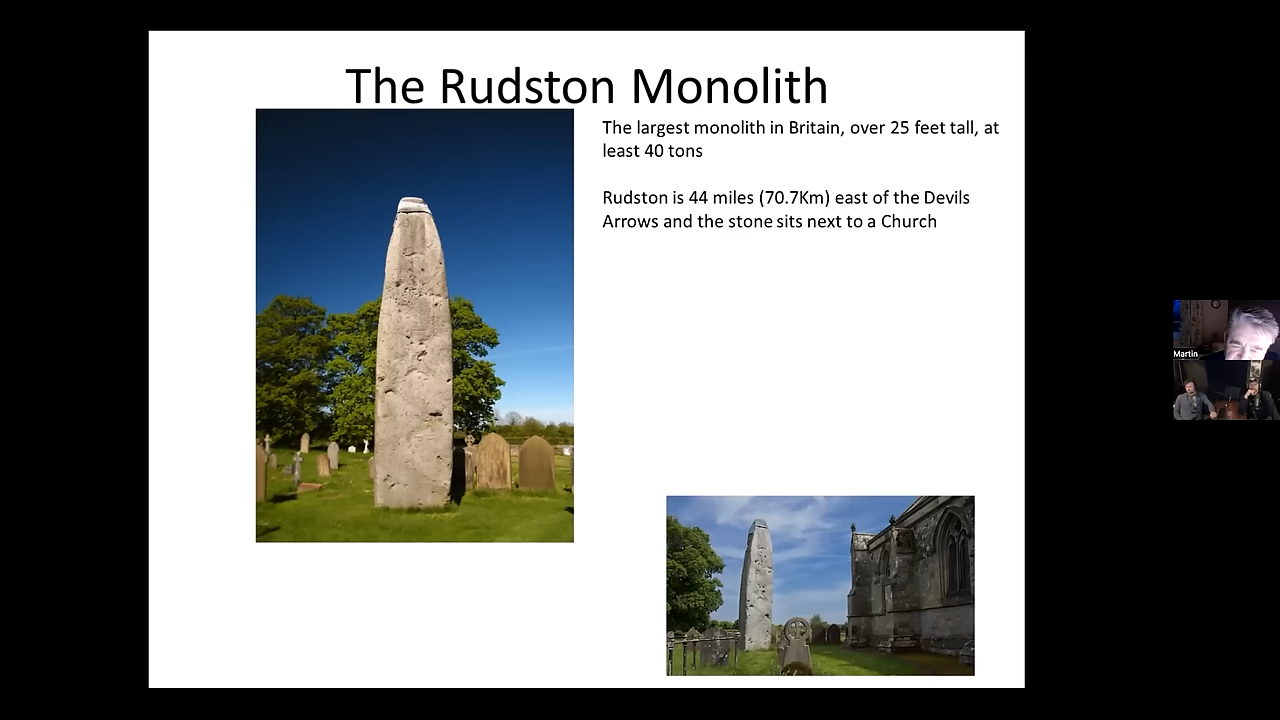 The Rudston Monolith
The largest monolith in Britain, over 25 feet tall, at
least 40 tons
Rudston is 44 miles (70.7Km) east of the Devils
Arrows and the stone sits next to a Church
Martin